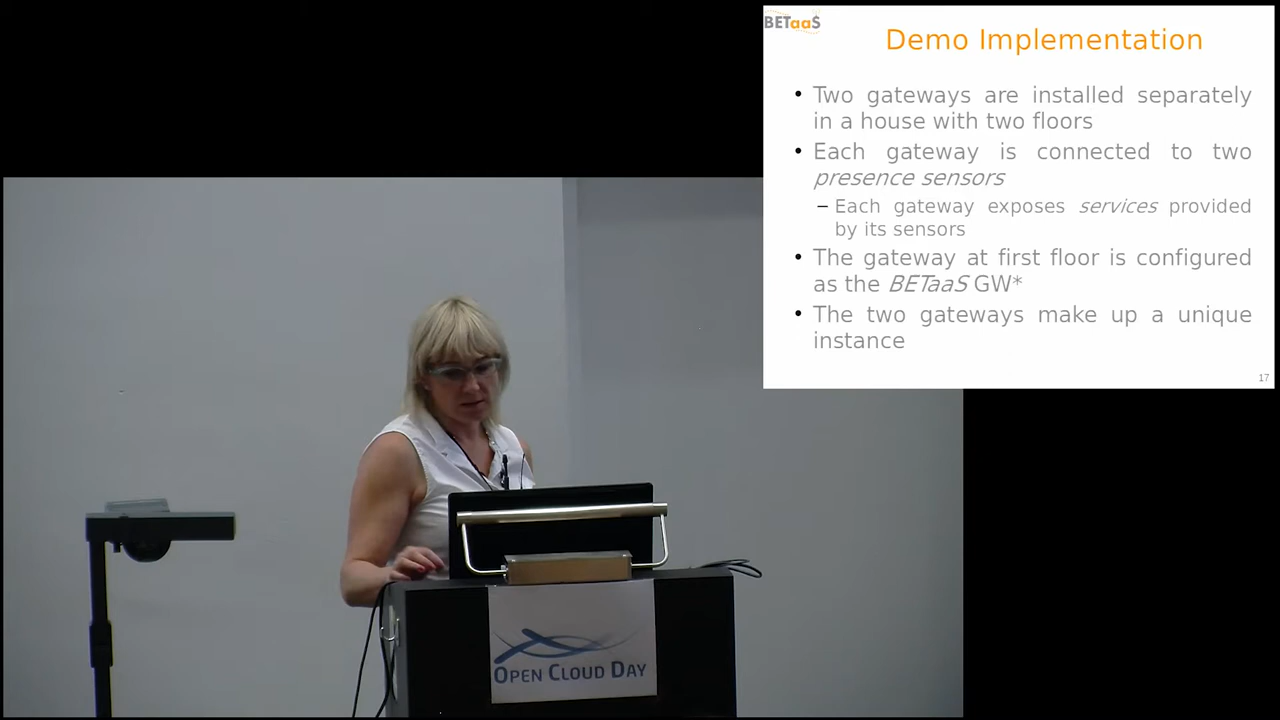 BETaaS
Demo Implementation
• Two gateways are installed separately
in a house with two floors
• Each gateway is connected to two
presence sensors
– Each gateway exposes services provided
by its sensors
• The gateway at first floor is configured
as the BETaaS GW*
• The two gateways make up a unique
instance
17
OPEN CLOUD DAY